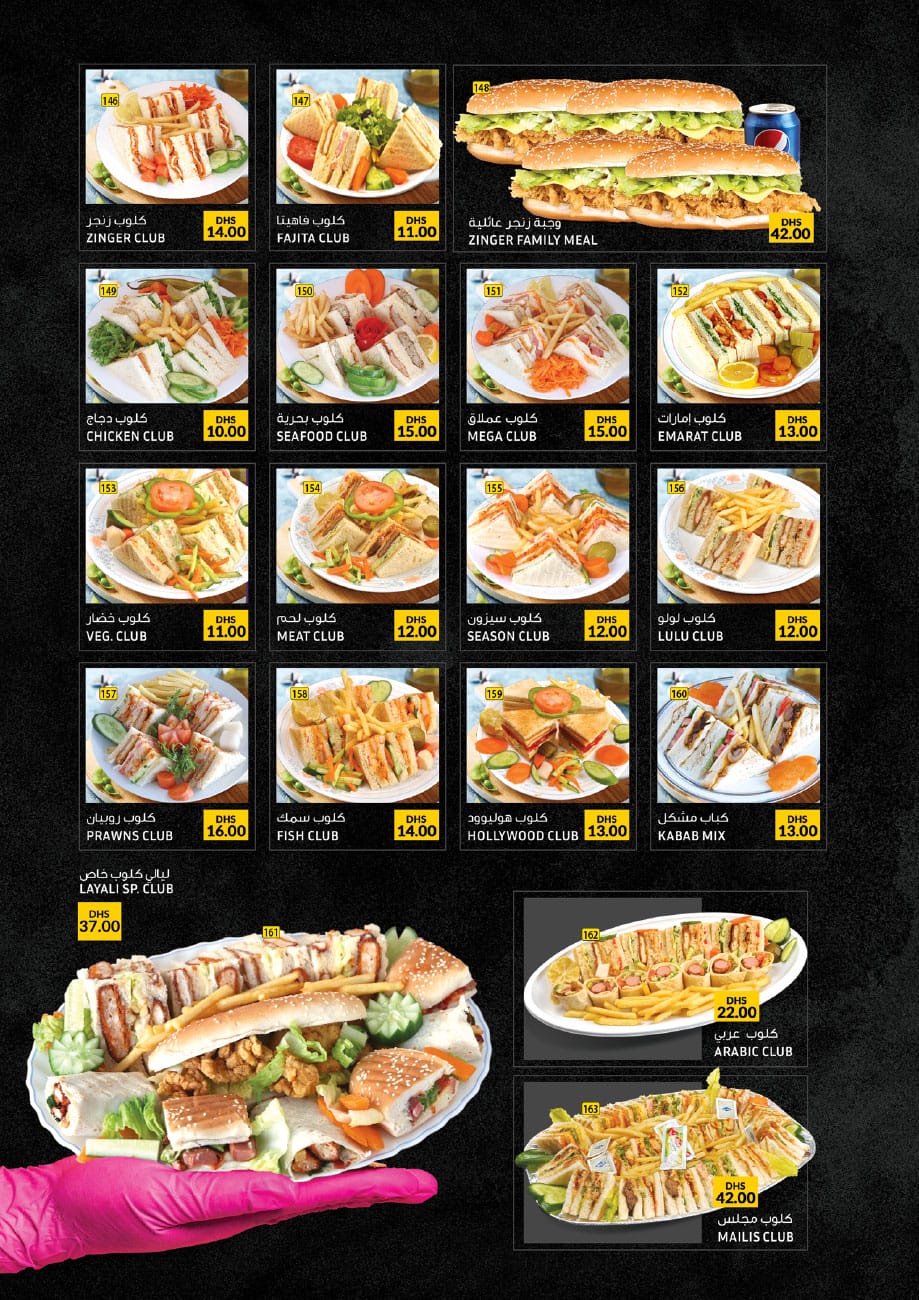 146
كلوب زنجر
ZINGER CLUB
DHS
14.00
147
كلوب فاهيتا
FAJITA CLUB
DHS
11.00
148
وجبة زنجر عائلية
ZINGER FAMILY MEAL
DHS
42.00
149
كلوب دجاج
CHICKEN CLUB
DHS
10.00
150
كلوب بحرية
SEAFOOD CLUB
DHS
15.00
151
كلوب عملاق
MEGA CLUB
DHS
15.00
152
كلوب إمارات
EMARAT CLUB
DHS
13.00
153
كلوب خضار
VEG. CLUB
DHS
11.00
154
كلوب لحم
MEAT CLUB
DHS
12.00
155
كلوب سيزون
SEASON CLUB
DHS
12.00
156
كلوب لولو
LULU CLUB
DHS
12.00
157
كلوب روبيان
PRAWNS CLUB
DHS
16.00
158
كلوب سمك
FISH CLUB
DHS
14.00
159
كلوب هوليوود
HOLLYWOOD CLUB
DHS
13.00
160
كباب مشكل
KABAB MIX
DHS
13.00
ليالي كلوب خاص
LAYALI SP. CLUB
DHS
37.00
161
162
DHS
22.00
كلوب عربي
ARABIC CLUB
163
DHS
42.00
كلوب مجلس
MAILIS CLUB